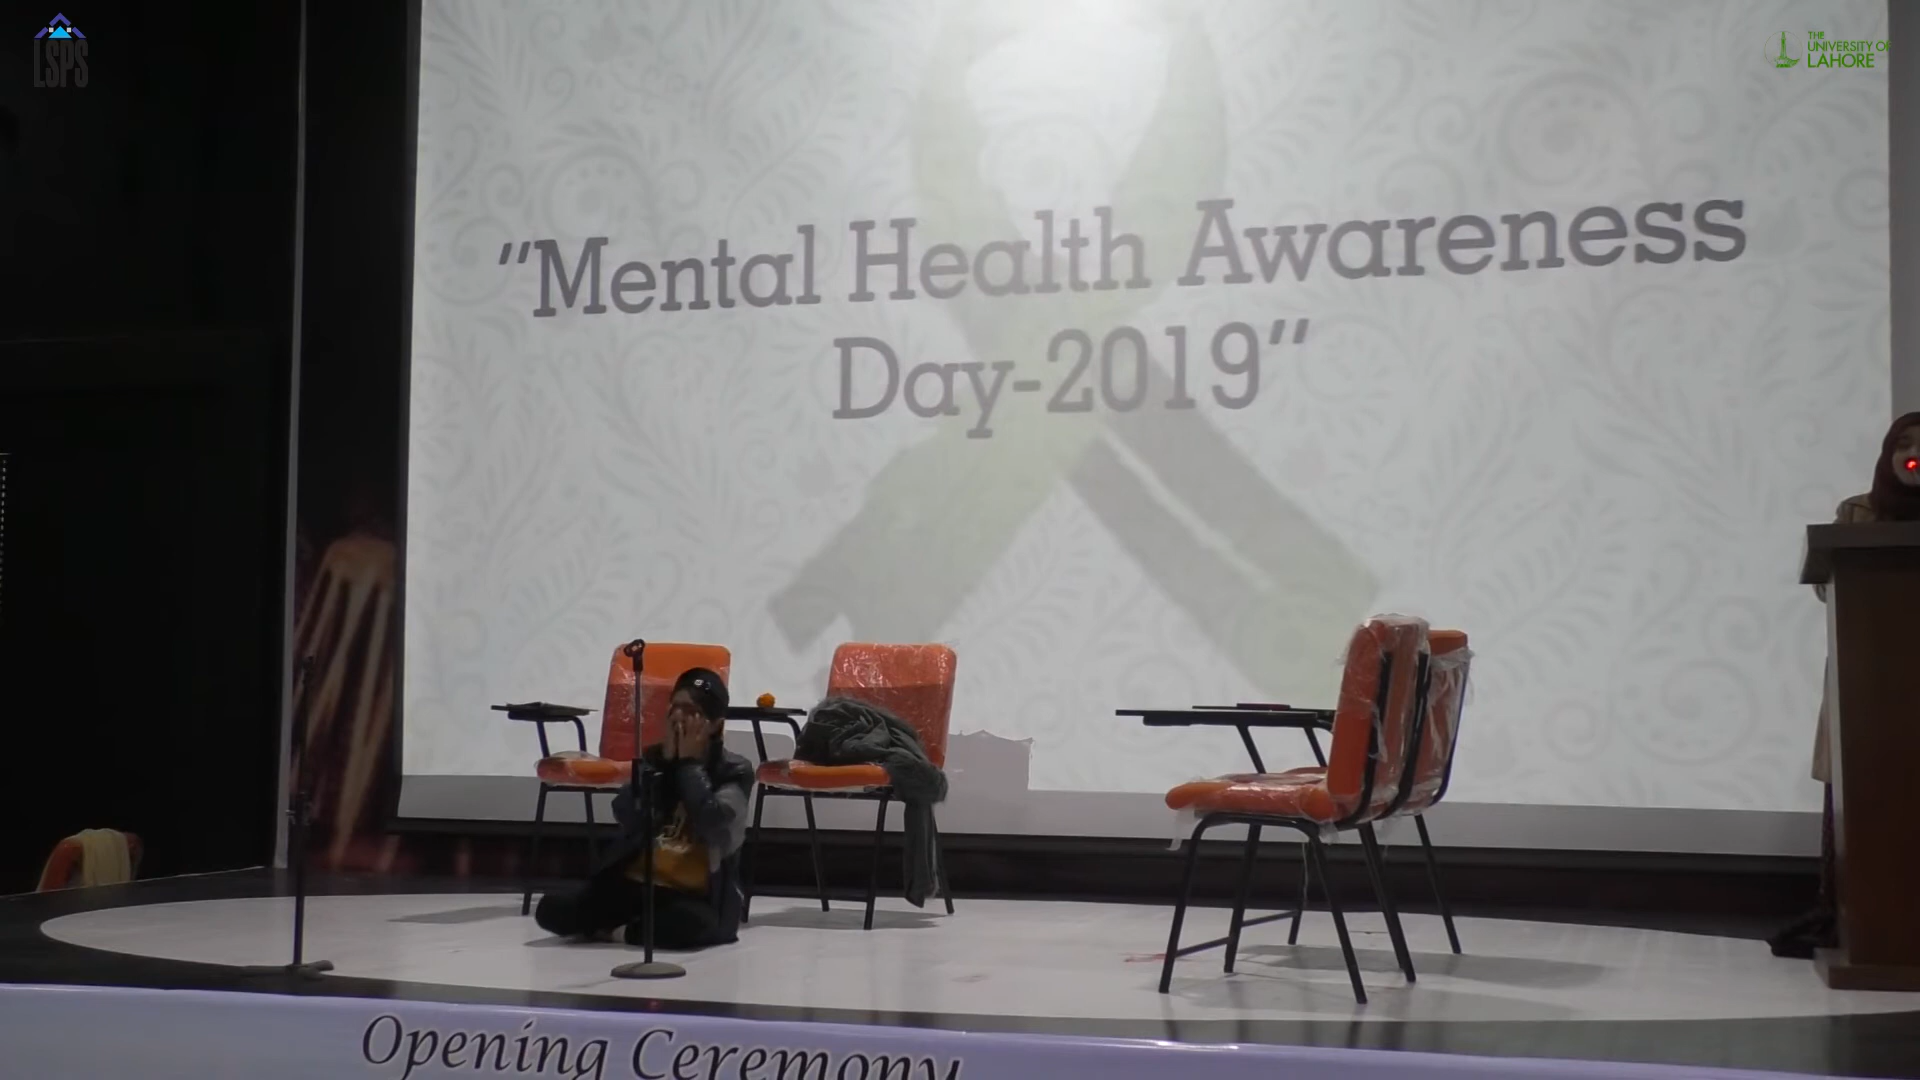 LSPS
THE
UNIVERSITY OF
LAHORE
"Mental Health Awareness
Day-2019"
Opening Ceremony